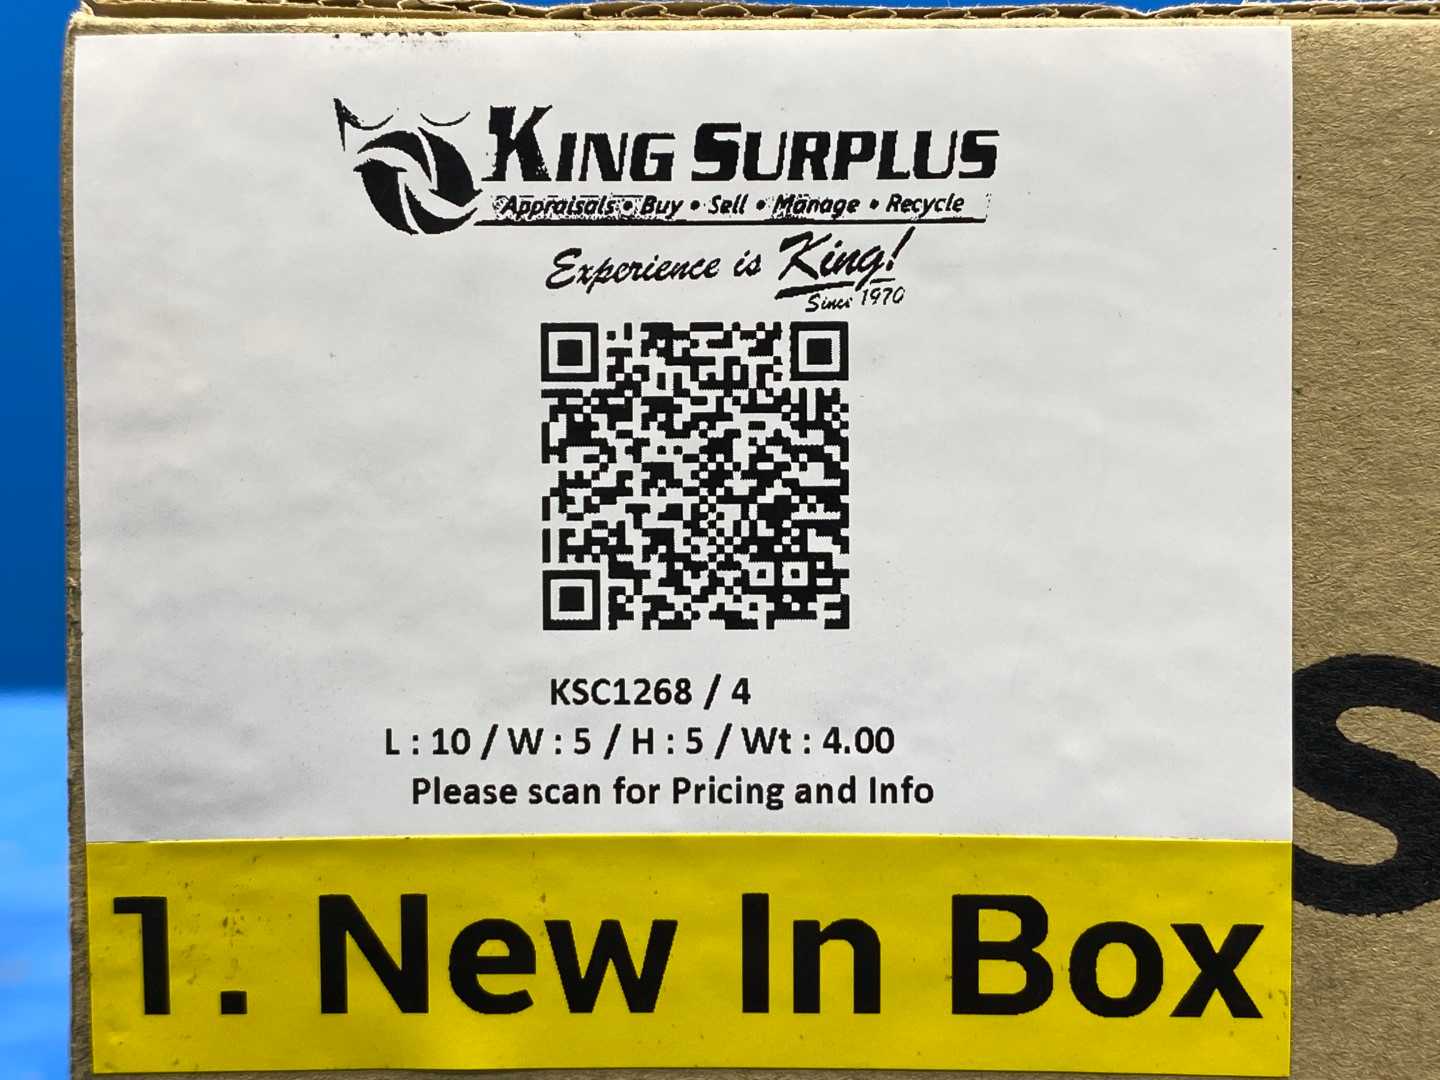 KING SURPLUS
Appraisals • Buy • Sell • Manage • Recycle
Experience is King!
Since 1970
KSC1268 / 4
L : 10 / W : 5 / H : 5 / Wt : 4.00
Please scan for Pricing and Info
1. New In Box
S